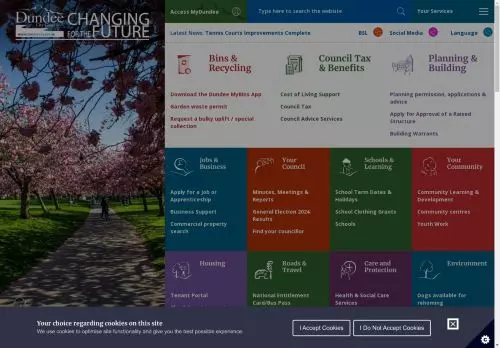 Dundee
CHANGING
FOR THE FUTURE
Access MyDundee
Type here to search the website
Your Services
Latest News: Tennis Courts Improvements Complete
BSL
Social Media
Language
Bins &
Recycling
Download the Dundee MyBins App
Garden waste permit
Request a bulky uplift / special
collection
Council Tax
& Benefits
Cost of Living Support
Council Tax
Council Advice Services
Planning &
Building
Planning permission, applications &
advice
Apply for Approval of a Raised
Structure
Building Warrants
Jobs &
Business
Apply for a Job or
Apprenticeship
Business Support
Commercial property
search
Your
Council
Minutes, Meetings &
Reports
General Election 2024
Results
Find your councillor
Schools &
Learning
School Term Dates &
Holidays
School Clothing Grants
Schools
Your
Community
Community Learning &
Development
Community centres
Youth Work
Housing
Tenant Portal
Roads &
Travel
National Entitlement
Card/Bus Pass
Care and
Protection
Health & Social Care
Services
Environment
Dogs available for
rehoming
Your choice regarding cookies on this site
We use cookies to optimise site functionality and give you the best possible experience.
I Accept Cookies
I Do Not Accept Cookies